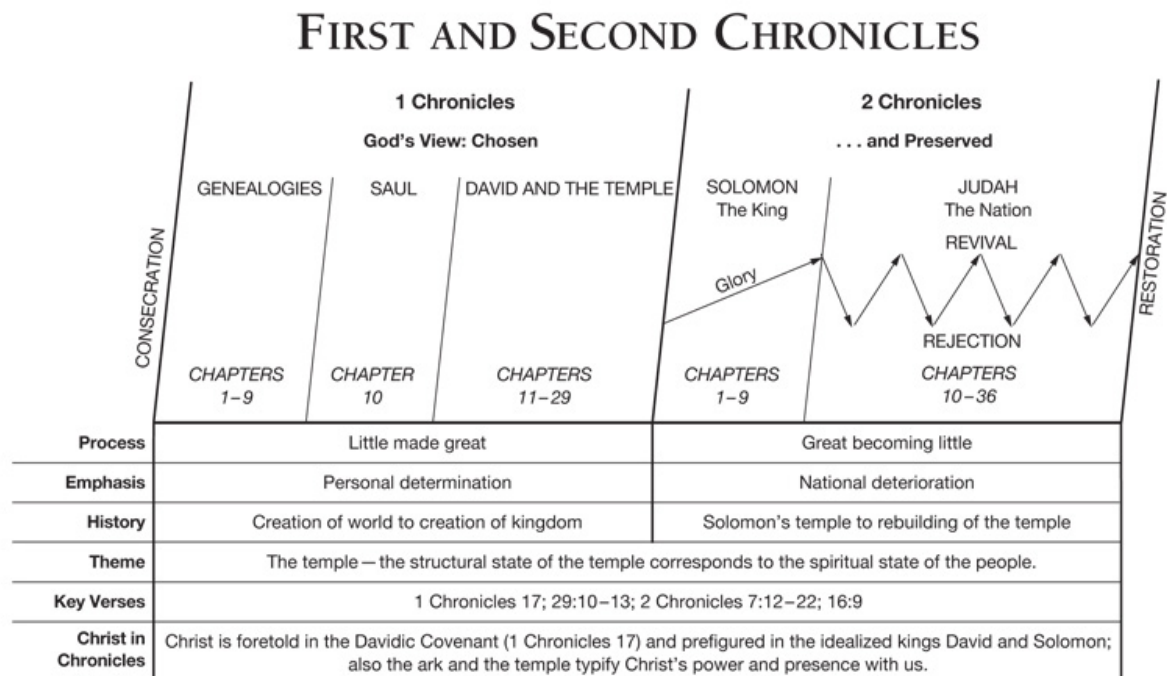 FIRST AND SECOND CHRONICLES
1 Chronicles
God's View: Chosen
2 Chronicles
. . . and Preserved
CONSECRATION
GENEALOGIES
SAUL
DAVID AND THE TEMPLE
SOLOMON
The King
JUDAH
The Nation
REVIVAL
Glory
REJECTION
RESTORATION
CHAPTERS
1–9
CHAPTER
10
CHAPTERS
11–29
CHAPTERS
1–9
CHAPTERS
10–36
Process
Little made great
Great becoming little
Emphasis
Personal determination
National deterioration
History
Creation of world to creation of kingdom
Solomon's temple to rebuilding of the temple
Theme
The temple — the structural state of the temple corresponds to the spiritual state of the people.
Key Verses
1 Chronicles 17; 29:10–13; 2 Chronicles 7:12–22; 16:9
Christ in
Chronicles
Christ is foretold in the Davidic Covenant (1 Chronicles 17) and prefigured in the idealized kings David and Solomon;
also the ark and the temple typify Christ's power and presence with us.